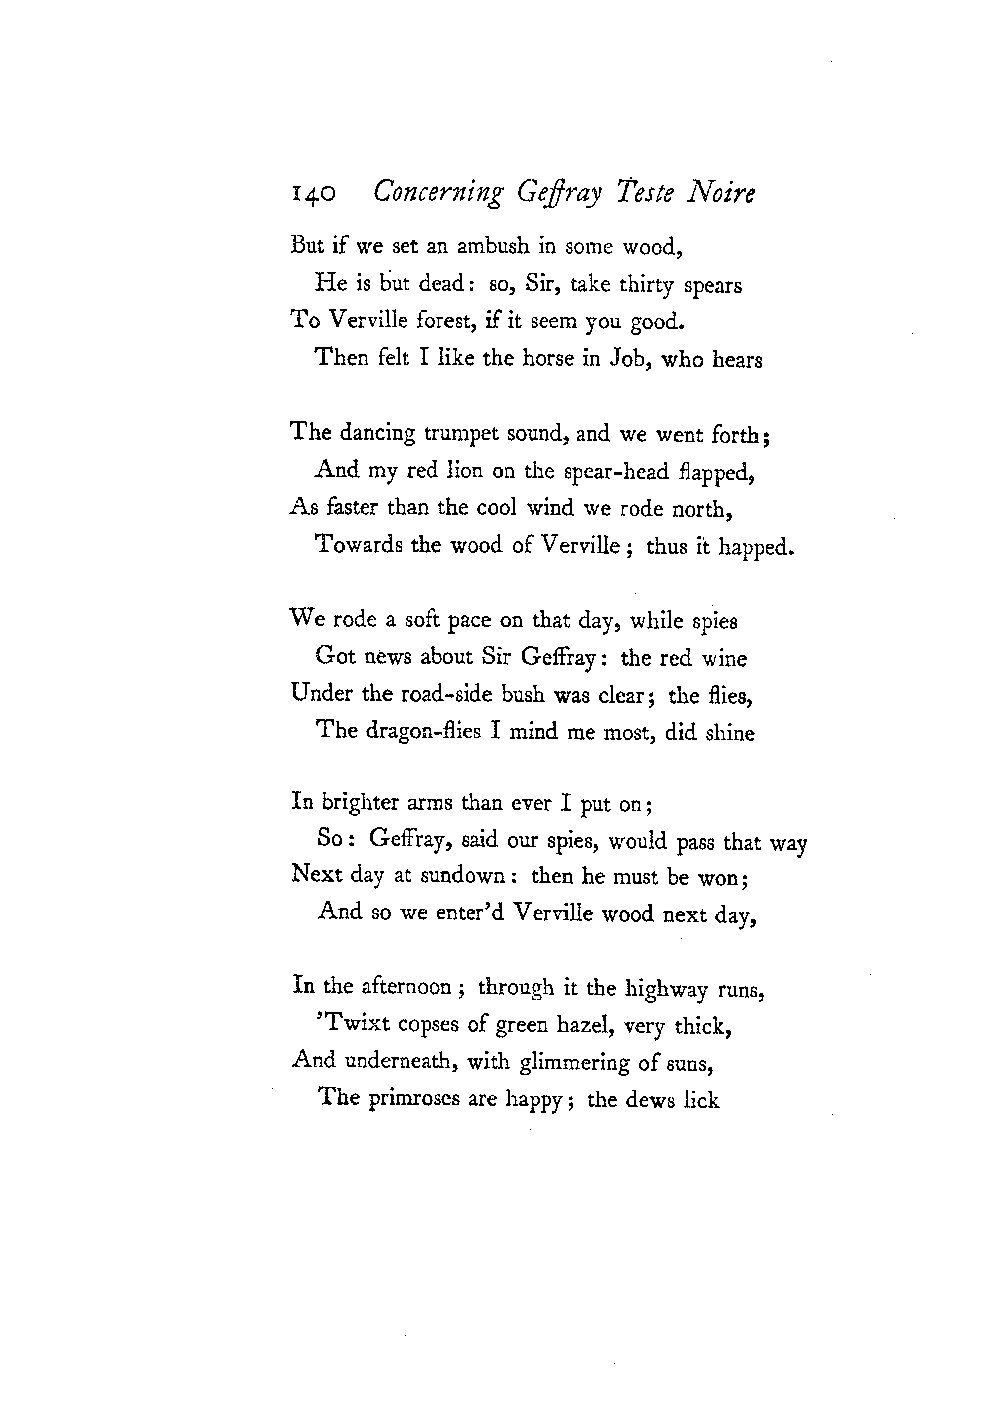 140 Concerning Geffray Teste Noire
But if we set an ambush in some wood,
He is but dead: so, Sir, take thirty spears
To Verville forest, if it seem you good.
Then felt I like the horse in Job, who hears
The dancing trumpet sound, and we went forth;
And my red lion on the spear-head flapped,
As faster than the cool wind we rode north,
Towards the wood of Verville; thus it happed.
We rode a soft pace on that day, while spies
Got news about Sir Geffray: the red wine
Under the road-side bush was clear; the flies,
The dragon-flies I mind me most, did shine
In brighter arms than ever I put on;
So: Geffray, said our spies, would pass that way
Next day at sundown: then he must be won;
And so we enter'd Verville wood next day,
In the afternoon; through it the highway runs,
'Twixt copses of green hazel, very thick,
And underneath, with glimmering of suns,
The primroses are happy; the dews lick